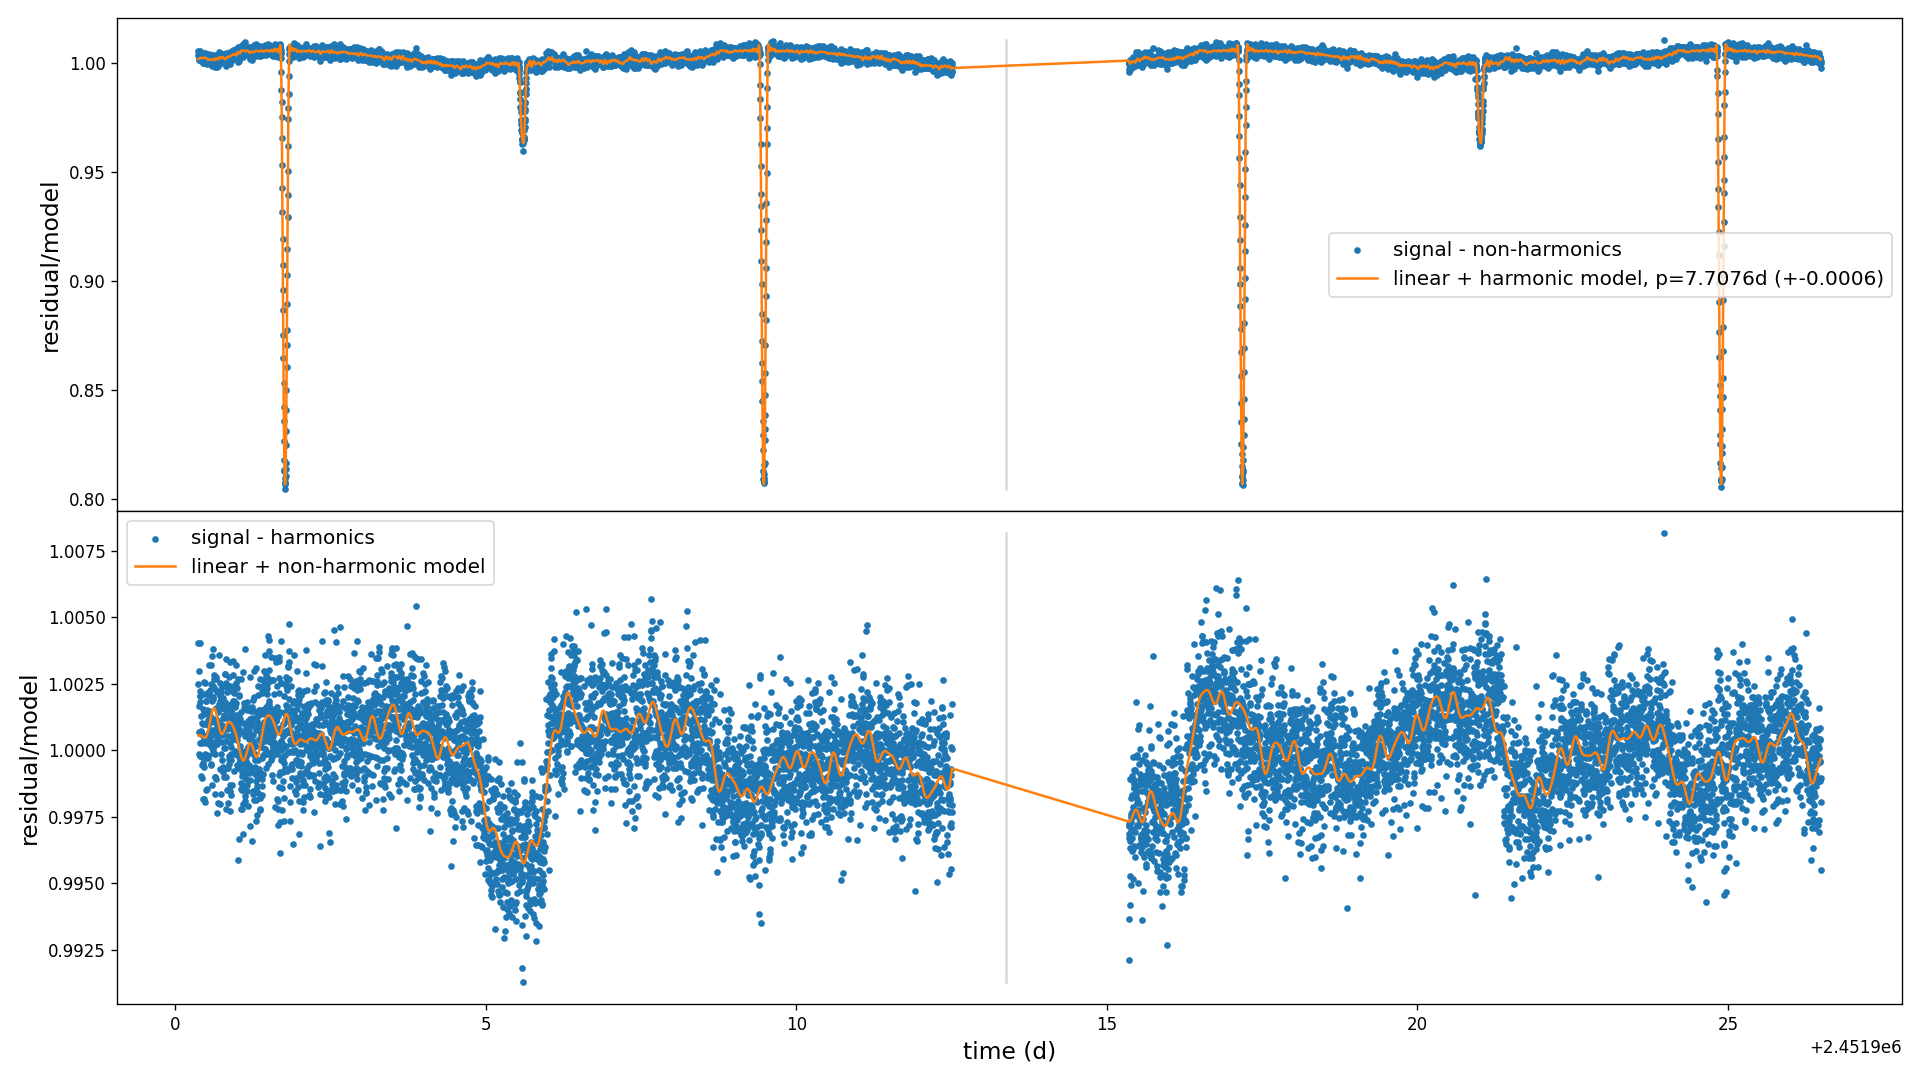 1.00
0.95
0.90
0.85
0.80
residual/model
signal - non-harmonics
linear + harmonic model, p=7.7076d (+-0.0006)
signal - harmonics
linear + non-harmonic model
1.0075
1.0050
1.0025
1.0000
0.9975
0.9950
0.9925
residual/model
0 5 10 15 20 25
time (d)
+2.4519e6